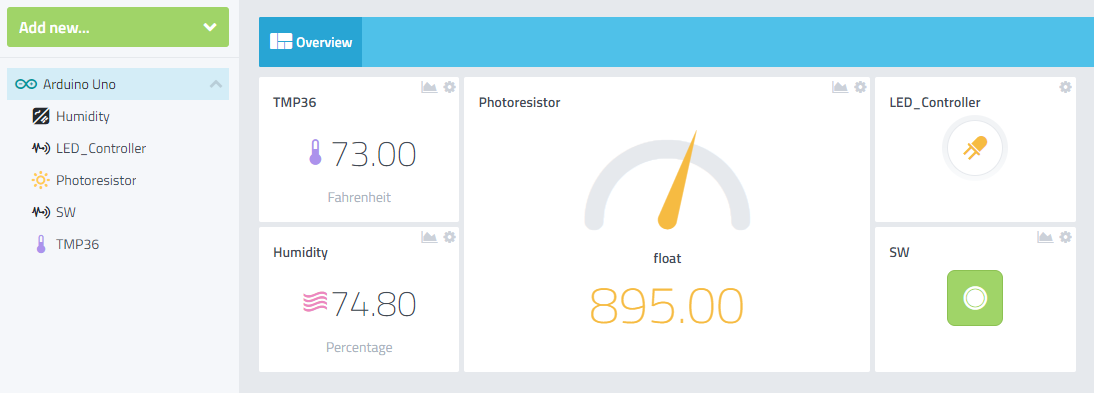 Add new...
Arduino Uno
Humidity
LED_Controller
Photoresistor
SW
TMP36
Overview
TMP36
73.00
Fahrenheit
Humidity
74.80
Percentage
Photoresistor
float
895.00
LED_Controller
SW